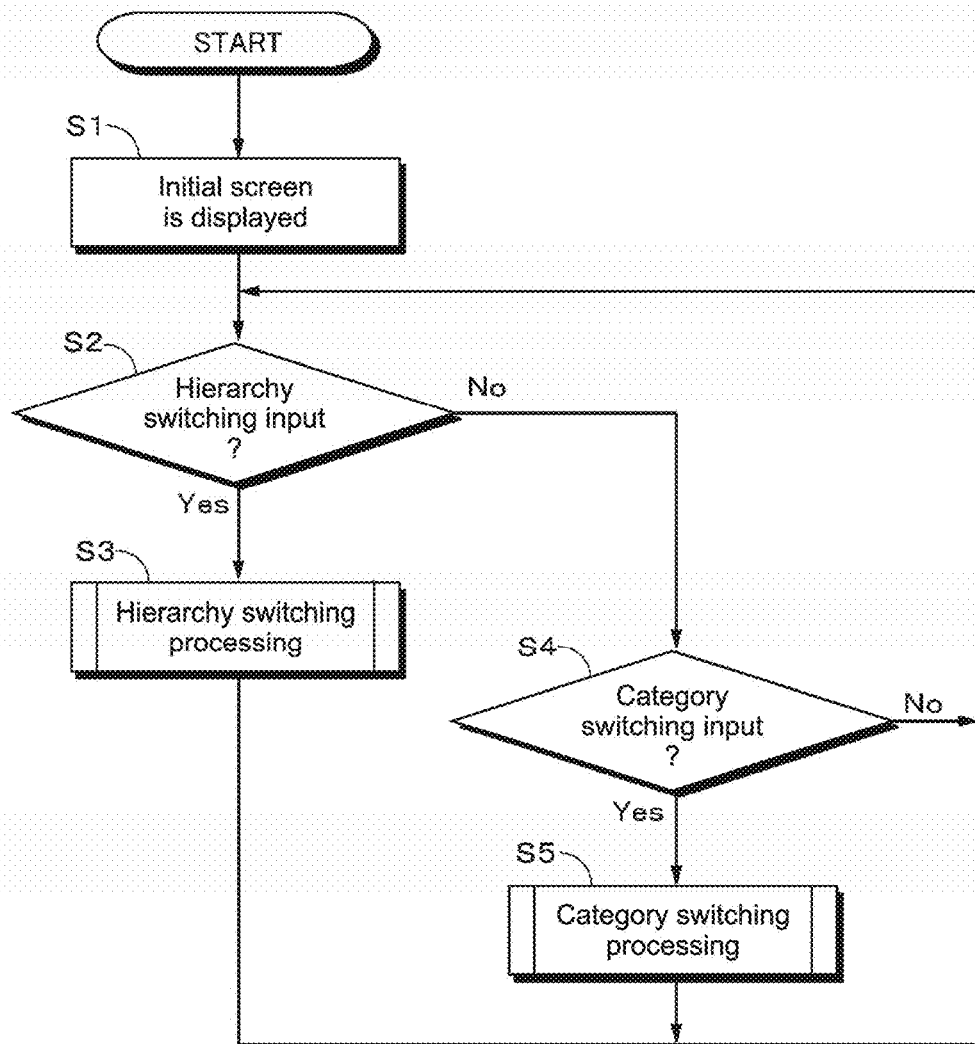 START
S1
Initial screen
is displayed
S2
Hierarchy
switching input
?
No
Yes
S3
Hierarchy switching
processing
S4
Category
switching input
?
No
Yes
S5
Category switching
processing